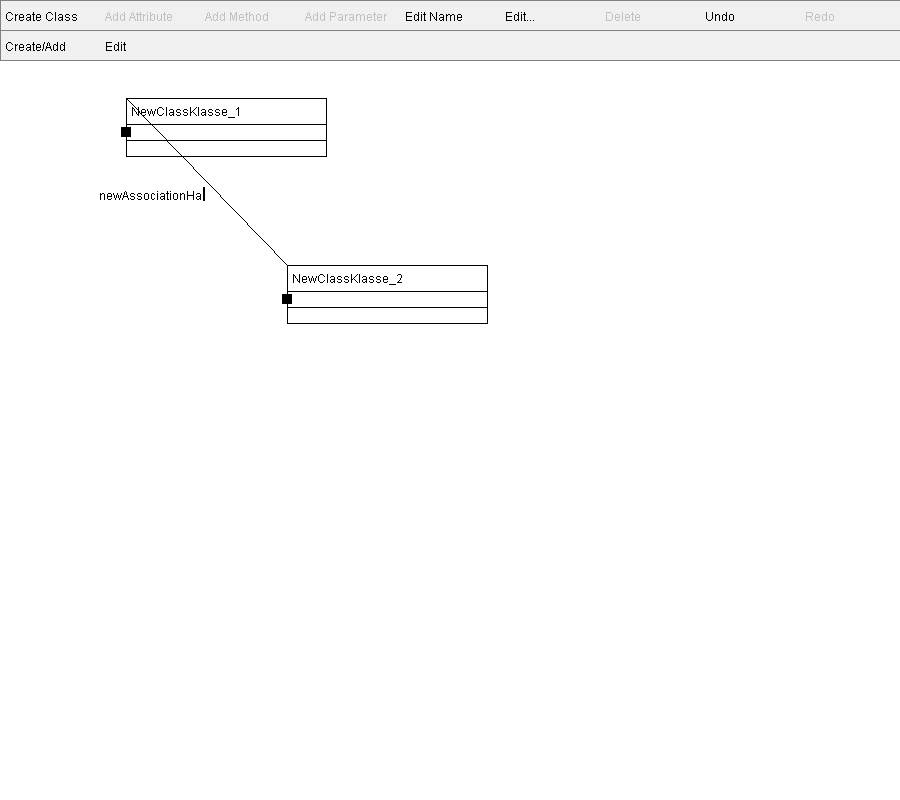 Create Class Add Attribute Add Method Add Parameter Edit Name Edit... Delete Undo Redo
Create/Add Edit
NewClassKlasse_1
newAssociationHa
NewClassKlasse_2